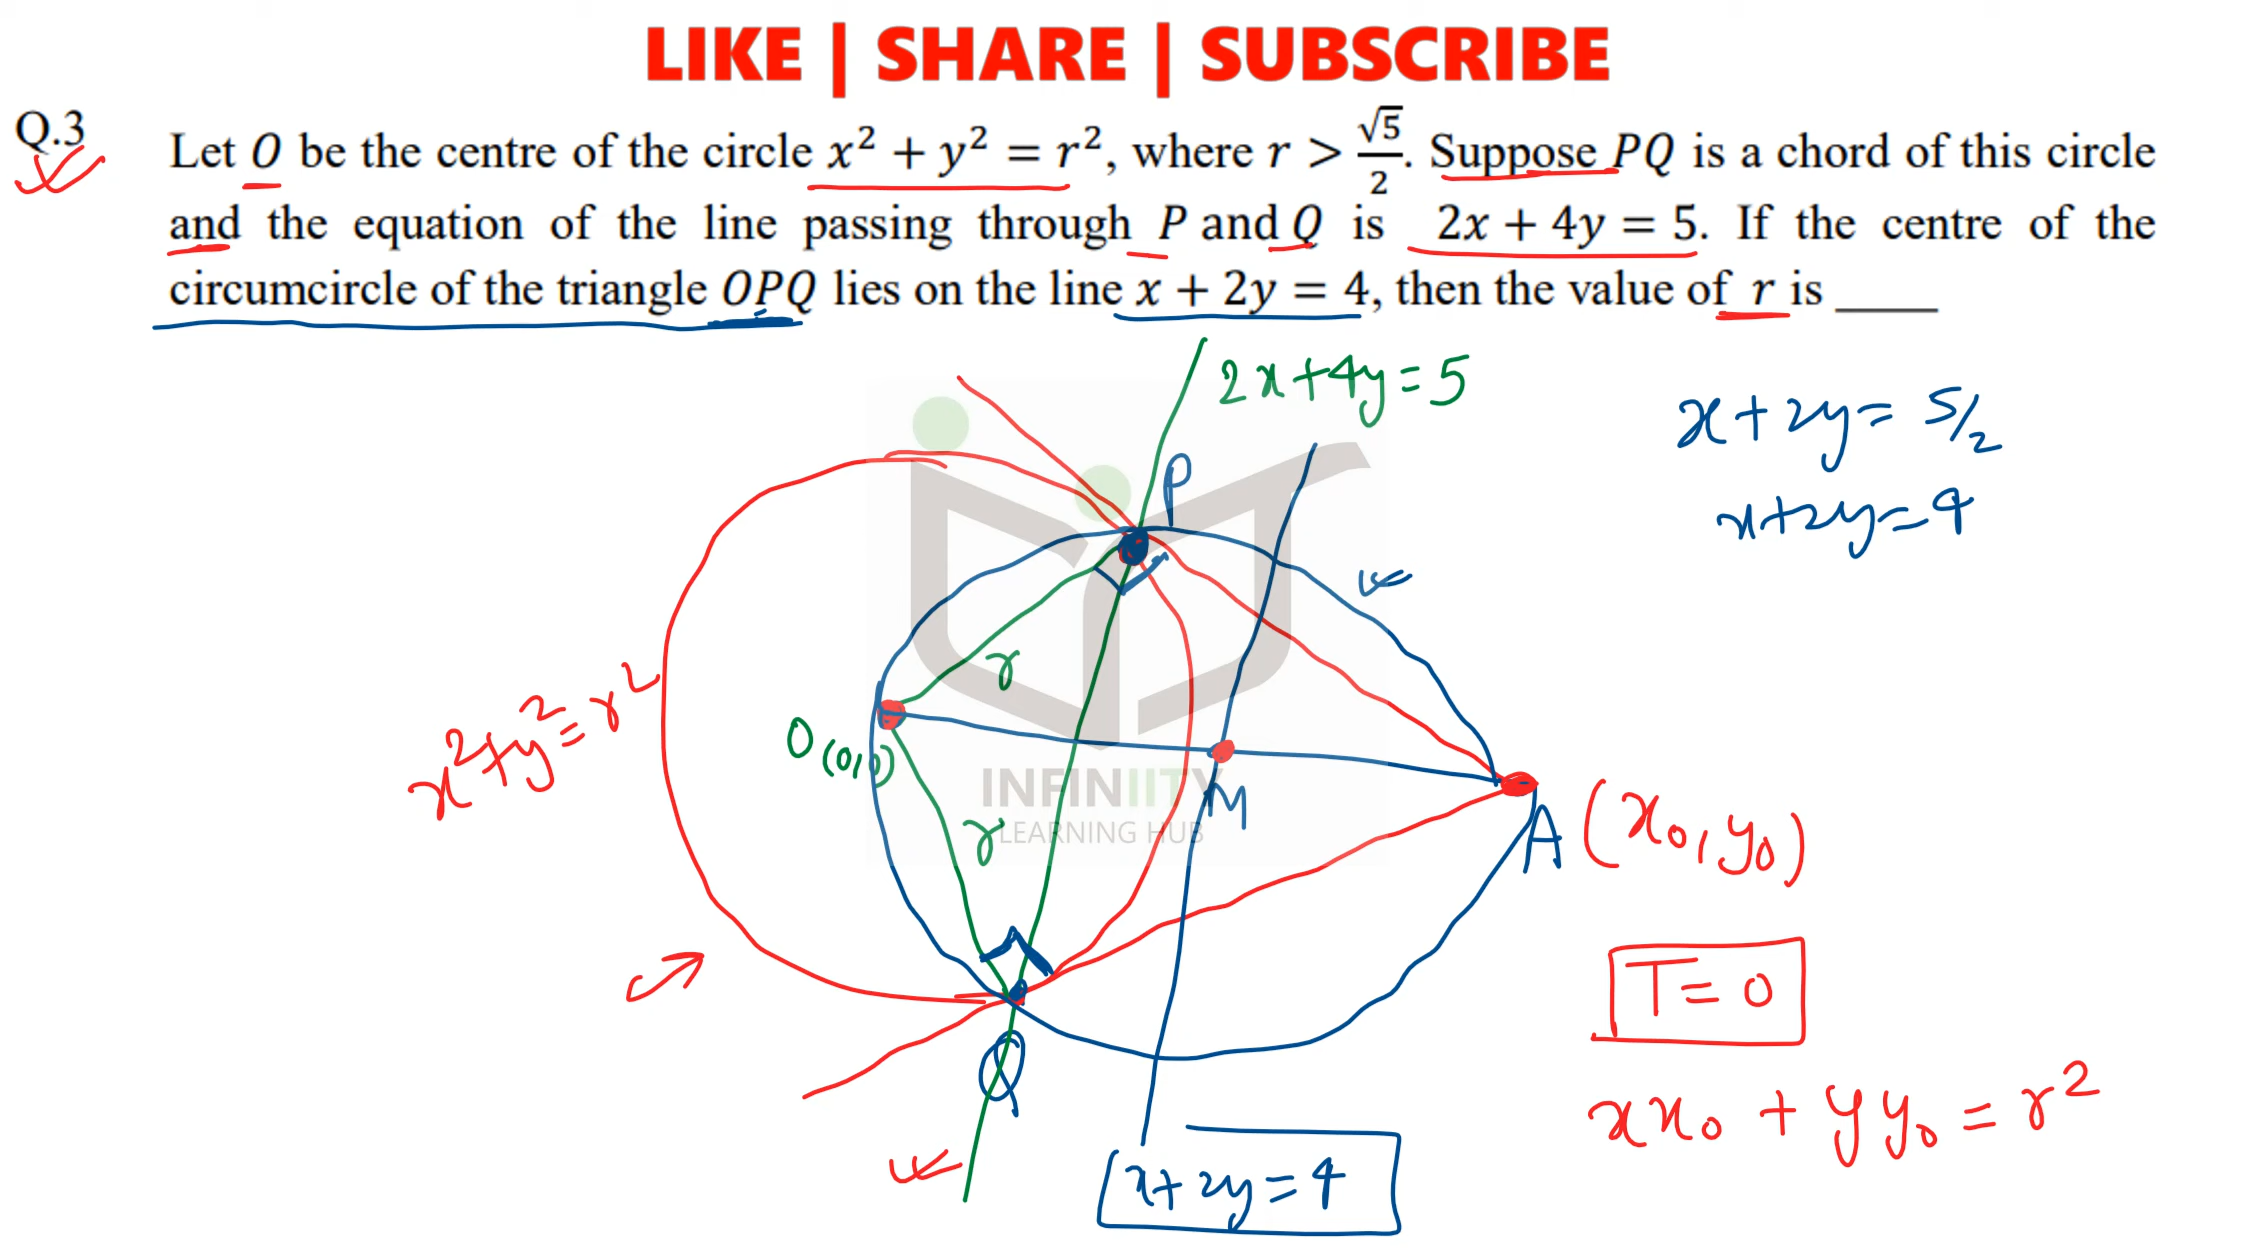 LIKE | SHARE | SUBSCRIBE
Q.3
Let O be the centre of the circle x² + y² = r², where r > √5/2. Suppose PQ is a chord of this circle
and the equation of the line passing through P and Q is 2x + 4y = 5. If the centre of the
circumcircle of the triangle OPQ lies on the line x + 2y = 4, then the value of r is _____
2x+4y=5
x+2y= 5/2
x+2y=4
P
r
x²+y²=r²
O(0,0)
M
INFINIITY
LEARNING HUB
r
A (x₀, y₀)
T=0
Q
xx₀ + yy₀ = r²
x+2y=4